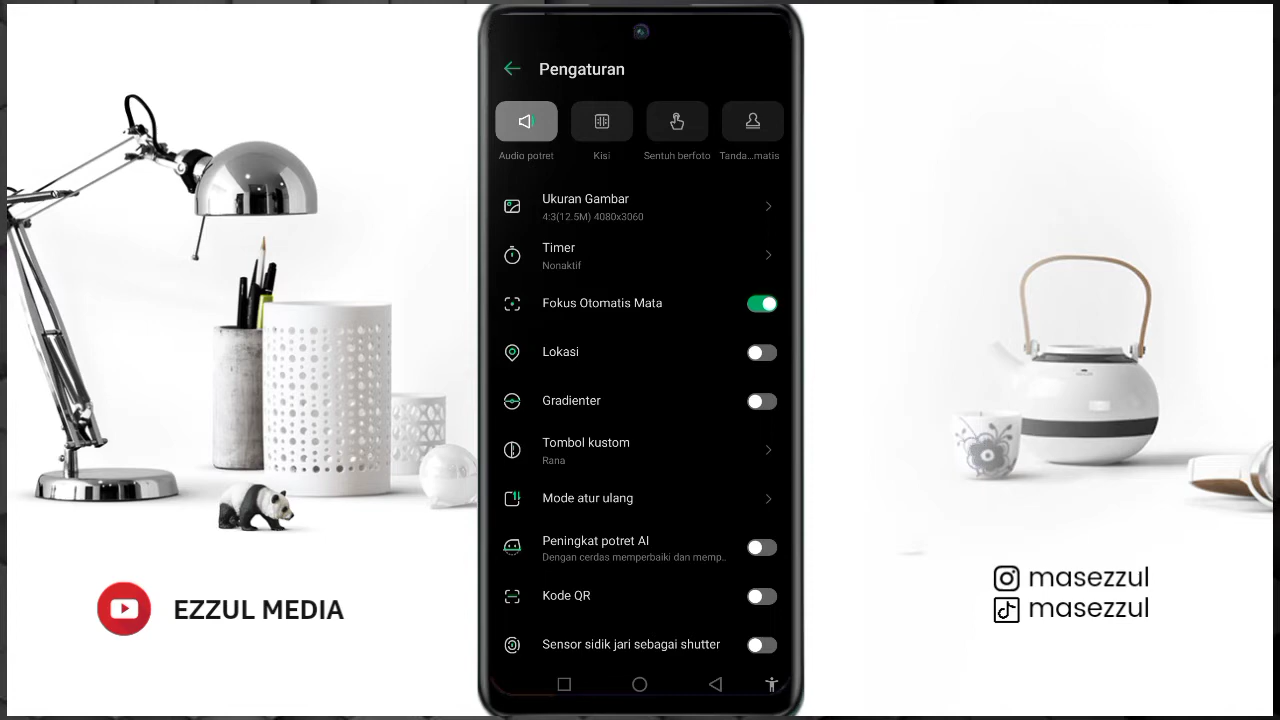 Pengaturan
Audio potret
Kisi
Sentuh berfoto
Tanda...matis
Ukuran Gambar
4:3(12.5M) 4080x3060
Timer
Nonaktif
Fokus Otomatis Mata
Lokasi
Gradienter
Tombol kustom
Rana
Mode atur ulang
Peningkat potret AI
Dengan cerdas memperbaiki dan memp..
Kode QR
Sensor sidik jari sebagai shutter
EZZUL MEDIA
masezzul
masezzul